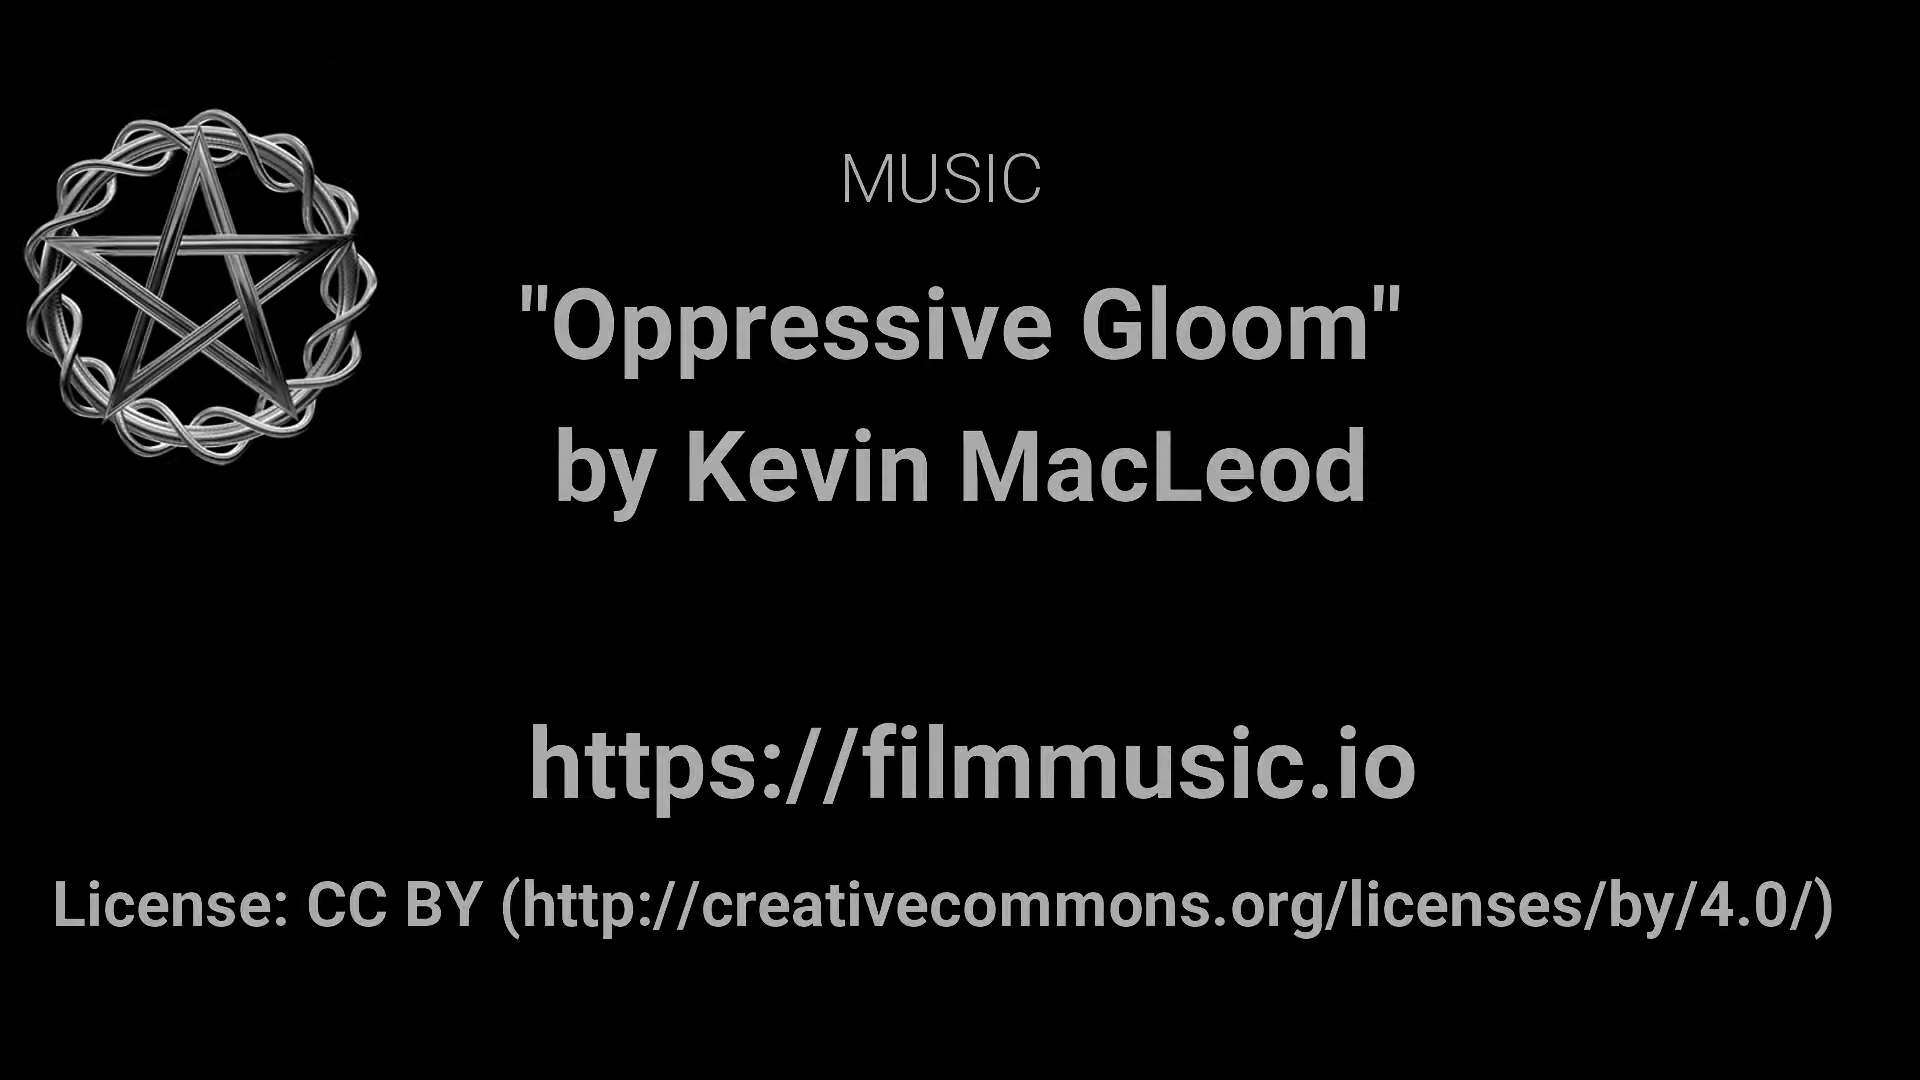 MUSIC
"Oppressive Gloom"
by Kevin MacLeod
https://filmmusic.io
License: CC BY (http://creativecommons.org/licenses/by/4.0/)